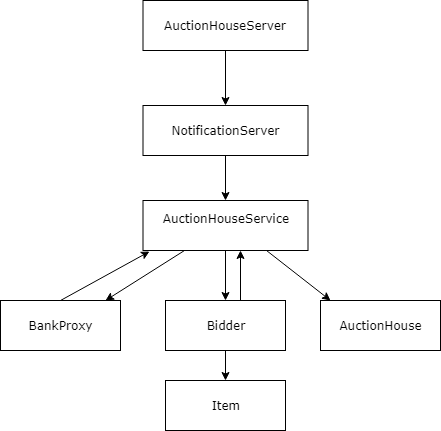 AuctionHouseServer
NotificationServer
AuctionHouseService
BankProxy
Bidder
AuctionHouse
Item